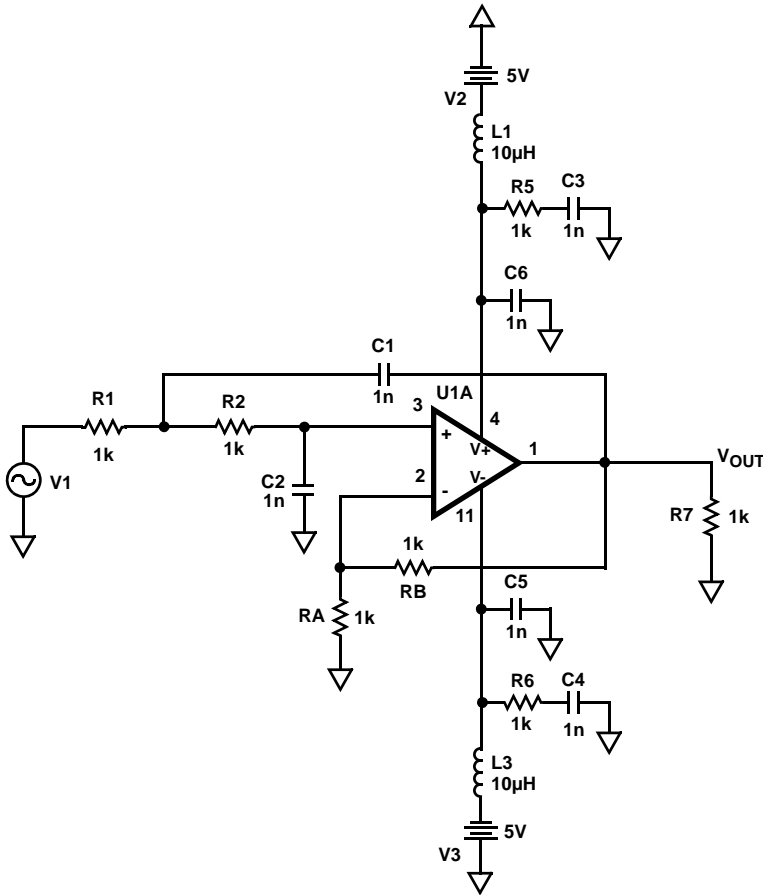 5V
V2
L1
10µH
R5
C3
1k
1n
C6
1n
C1
1n
U1A
R1
R2
3
4
+
V+
1
1k
1k
V1
C2
1n
2
-
V-
11
VOUT
R7
1k
1k
RB
RA
1k
C5
1n
R6
C4
1k
1n
L3
10µH
5V
V3